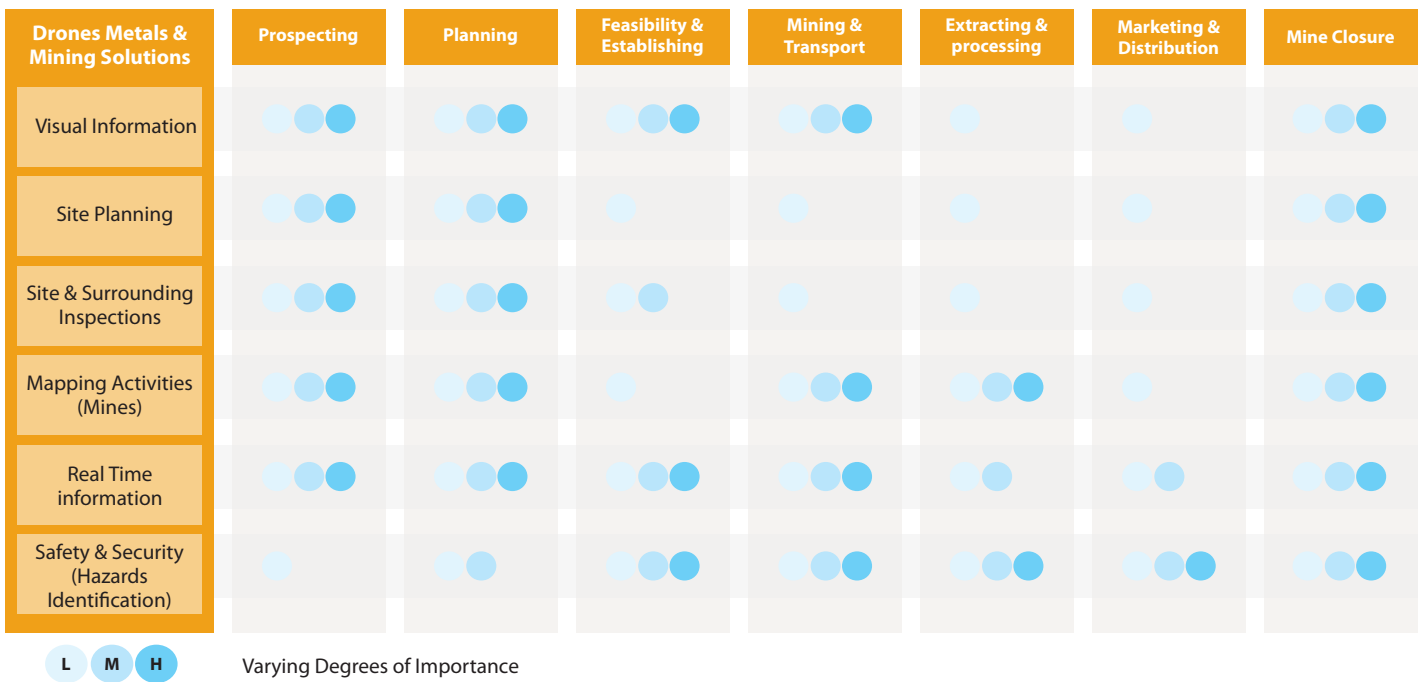 Drones Metals &
Mining Solutions
Prospecting
Planning
Feasibility &
Establishing
Mining &
Transport
Extracting &
processing
Marketing &
Distribution
Mine Closure
Visual Information
Site Planning
Site & Surrounding
Inspections
Mapping Activities
(Mines)
Real Time
information
Safety & Security
(Hazards
Identification)
L M H
Varying Degrees of Importance